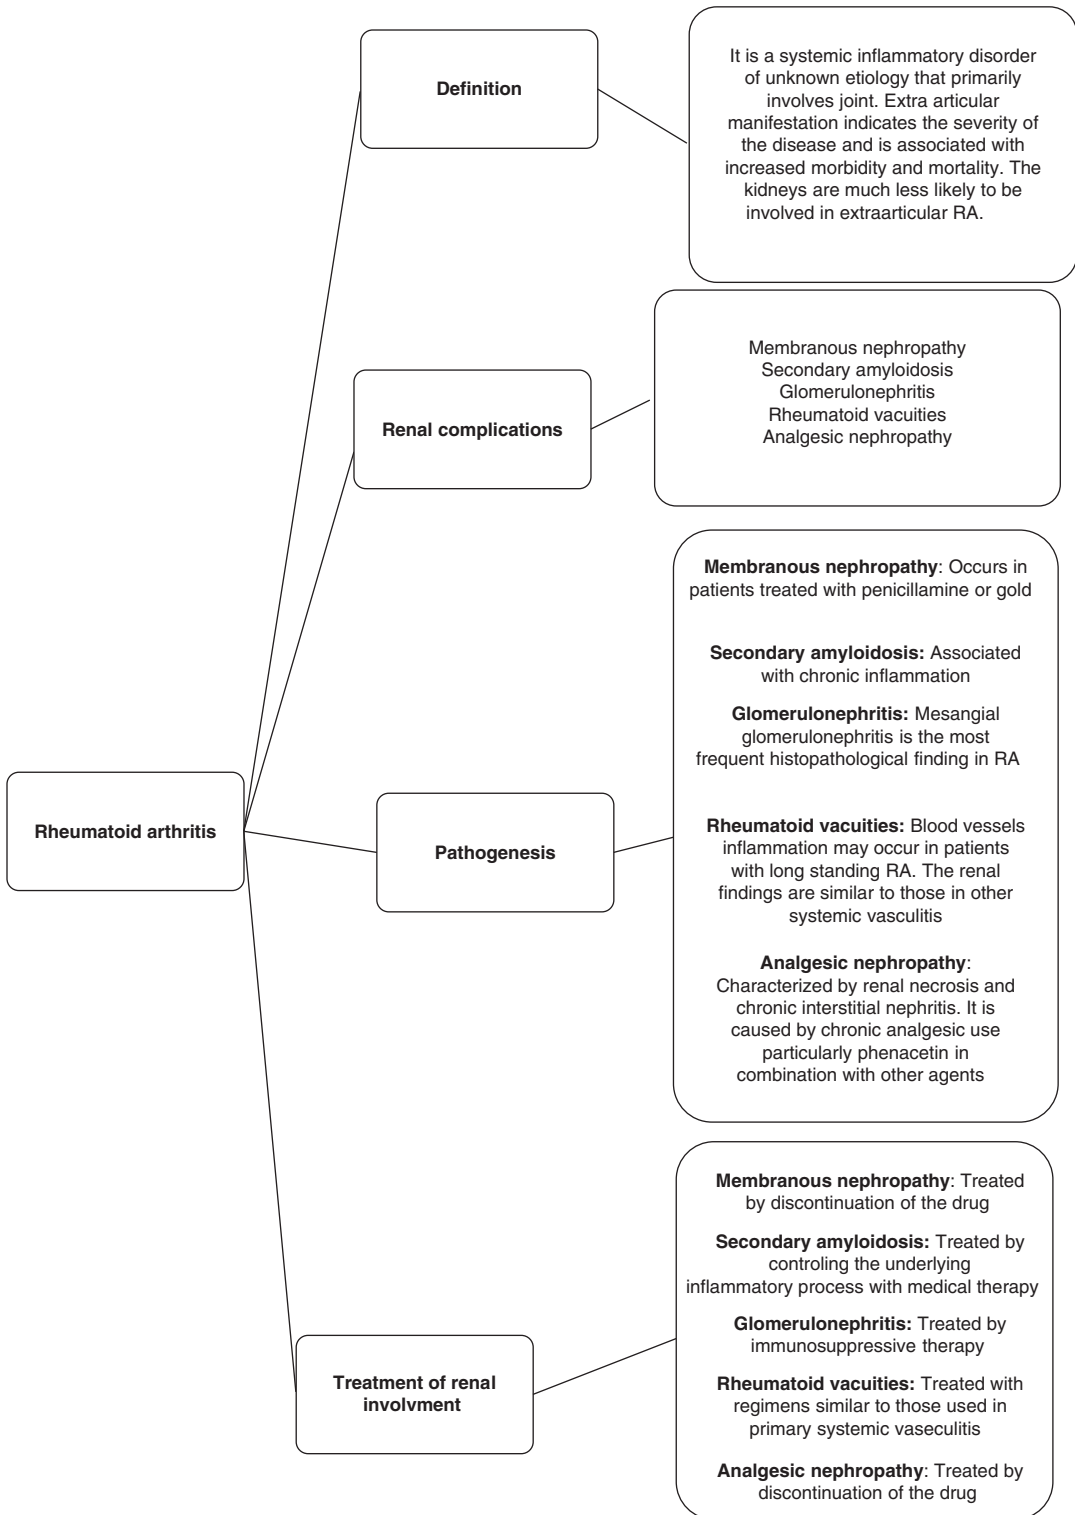 Definition
It is a systemic inflammatory disorder
of unknown etiology that primarily
involves joint. Extra articular
manifestation indicates the severity of
the disease and is associated with
increased morbidity and mortality. The
kidneys are much less likely to be
involved in extraarticular RA.
Renal complications
Membranous nephropathy
Secondary amyloidosis
Glomerulonephritis
Rheumatoid vacuities
Analgesic nephropathy
Rheumatoid arthritis
Pathogenesis
Membranous nephropathy: Occurs in
patients treated with penicillamine or gold
Secondary amyloidosis: Associated
with chronic inflammation
Glomerulonephritis: Mesangial
glomerulonephritis is the most
frequent histopathological finding in RA
Rheumatoid vacuities: Blood vessels
inflammation may occur in patients
with long standing RA. The renal
findings are similar to those in other
systemic vasculitis
Analgesic nephropathy:
Characterized by renal necrosis and
chronic interstitial nephritis. It is
caused by chronic analgesic use
particularly phenacetin in
combination with other agents
Treatment of renal
involvment
Membranous nephropathy: Treated
by discontinuation of the drug
Secondary amyloidosis: Treated by
controling the underlying
inflammatory process with medical therapy
Glomerulonephritis: Treated by
immunosuppressive therapy
Rheumatoid vacuities: Treated with
regimens similar to those used in
primary systemic vaseculitis
Analgesic nephropathy: Treated by
discontinuation of the drug